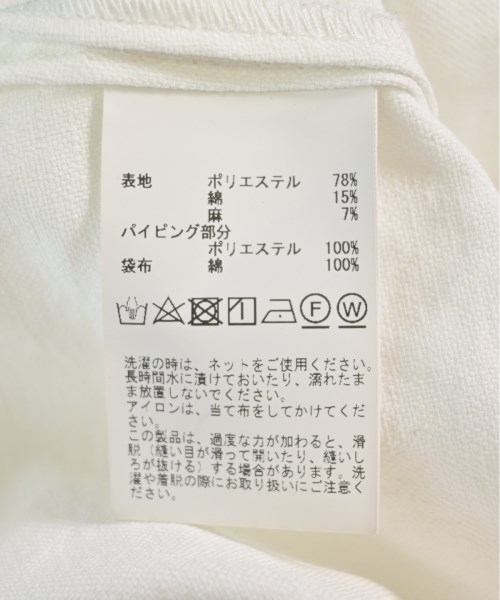 表地 ポリエステル 78%
綿 15%
麻 7%
パイピング部分
ポリエステル 100%
袋布 綿 100%
F W
洗濯の時は、ネットをご使用ください。
長時間水に漬けておいたり、濡れたま
ま放置しないでください。
アイロンは、当て布をしてかけてくだ
さい。
この製品は、過度な力が加わると、滑
脱（縫い目が滑って開いたり、縫いし
ろが抜ける）する場合があります。洗
濯や着脱の際にお取り扱いにご注意く
ださい。